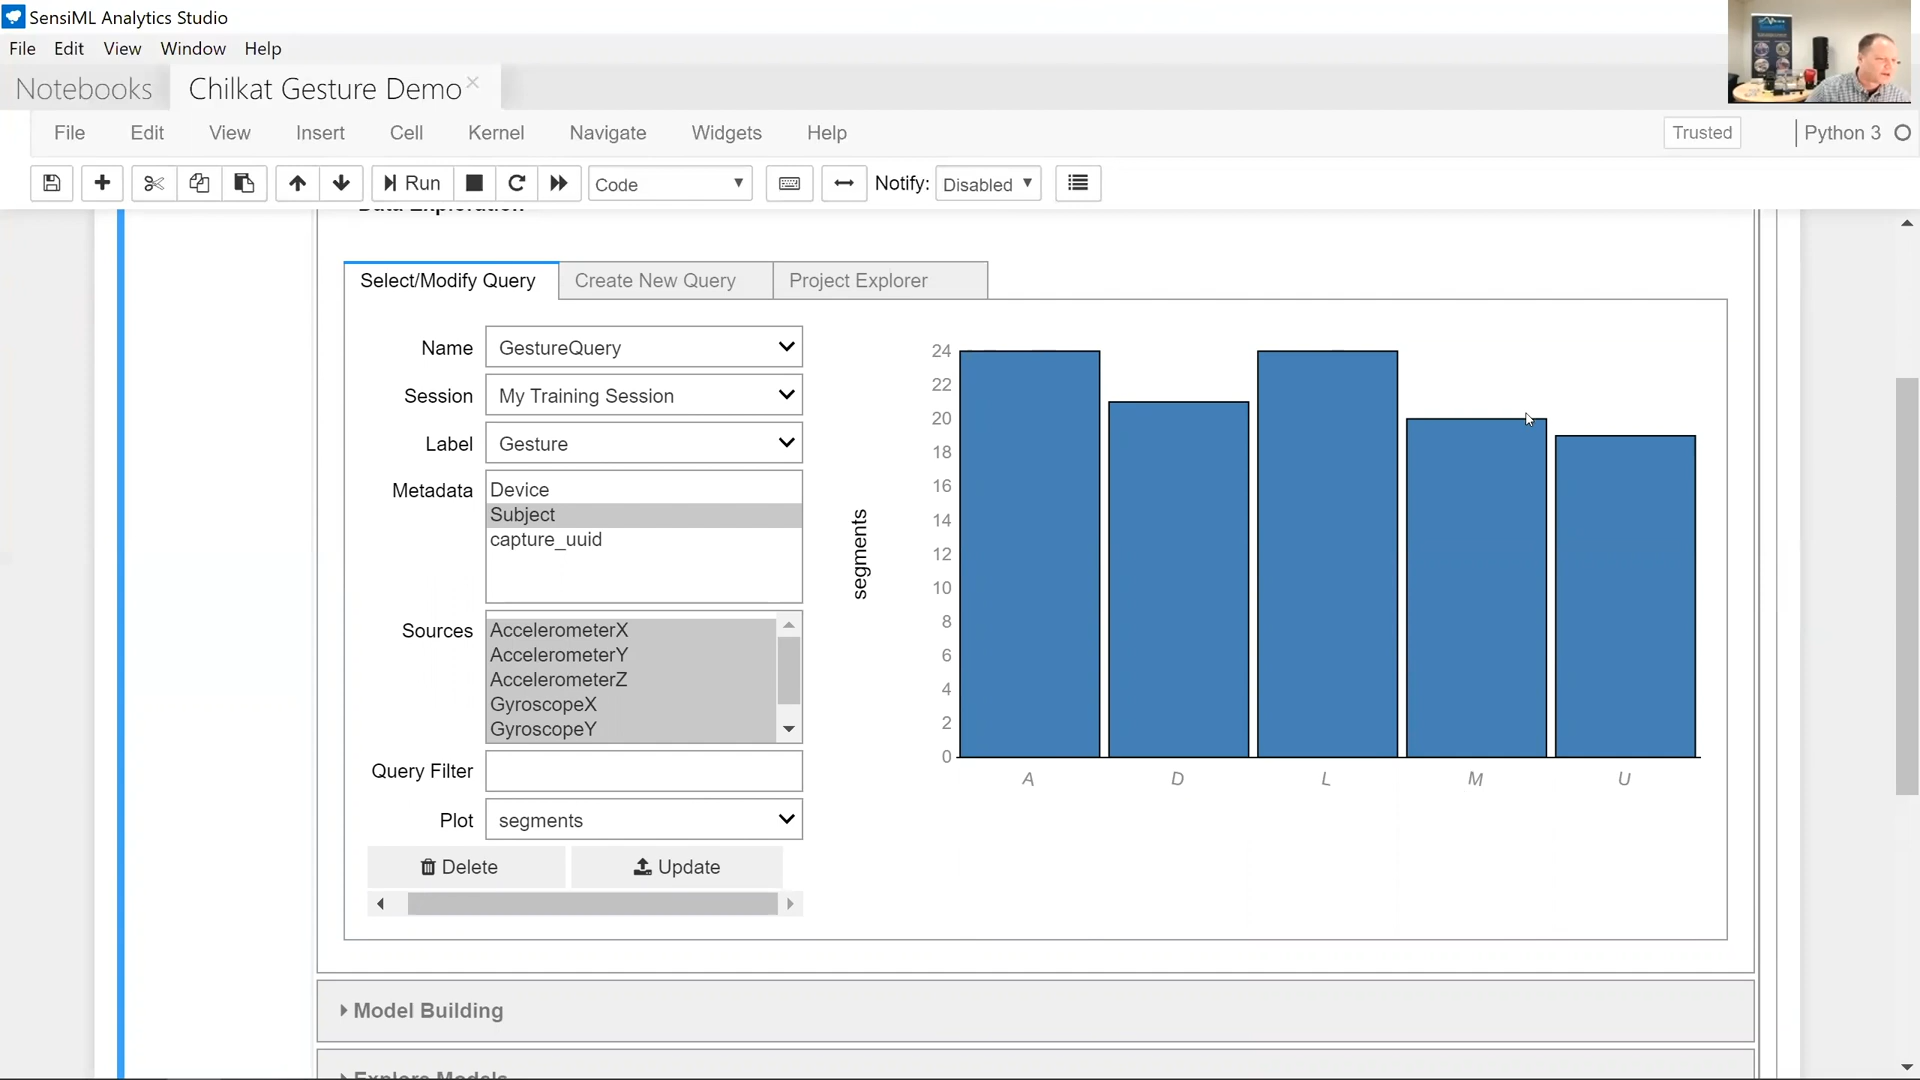 SensiML Analytics Studio
File Edit View Window Help
Notebooks Chilkat Gesture Demo
File Edit View Insert Cell Kernel Navigate Widgets Help Trusted Python 3
Run Code Notify: Disabled
Data Exploration
Select/Modify Query Create New Query Project Explorer
Name GestureQuery
Session My Training Session
Label Gesture
Metadata Device
Subject
capture_uuid
Sources AccelerometerX
AccelerometerY
AccelerometerZ
GyroscopeX
GyroscopeY
Query Filter
Plot segments
Delete Update
segments
24
22
20
18
16
14
12
10
8
6
4
2
0
A D L M U
Model Building
Explore Models